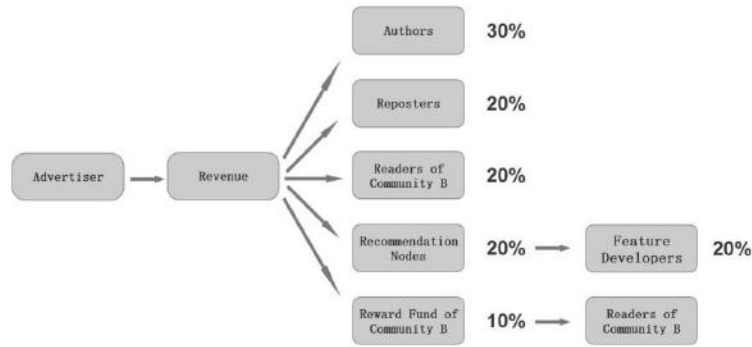 Authors 30%
Reposters 20%
Readers of
Community B
20%
Advertiser
Revenue
Recommendation
Nodes
20%
Feature
Developers
20%
Reward Fund of
Community B
10%
Readers of
Community B